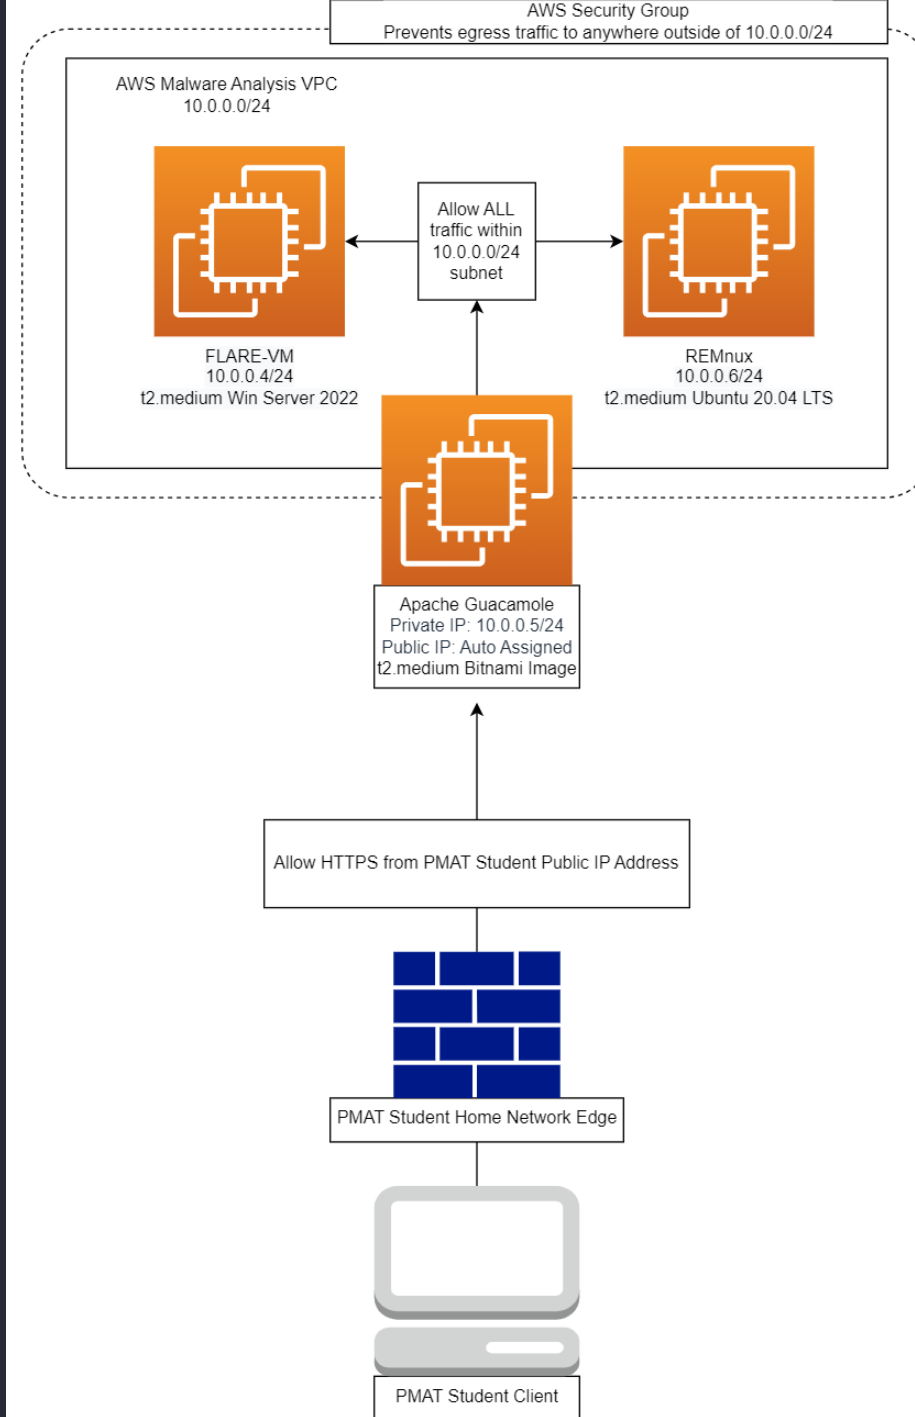 AWS Security Group
Prevents egress traffic to anywhere outside of 10.0.0.0/24
AWS Malware Analysis VPC
10.0.0.0/24
Allow ALL
traffic within
10.0.0.0/24
subnet
FLARE-VM
10.0.0.4/24
t2.medium Win Server 2022
REMnux
10.0.0.6/24
t2.medium Ubuntu 20.04 LTS
Apache Guacamole
Private IP: 10.0.0.5/24
Public IP: Auto Assigned
t2.medium Bitnami Image
Allow HTTPS from PMAT Student Public IP Address
PMAT Student Home Network Edge
PMAT Student Client